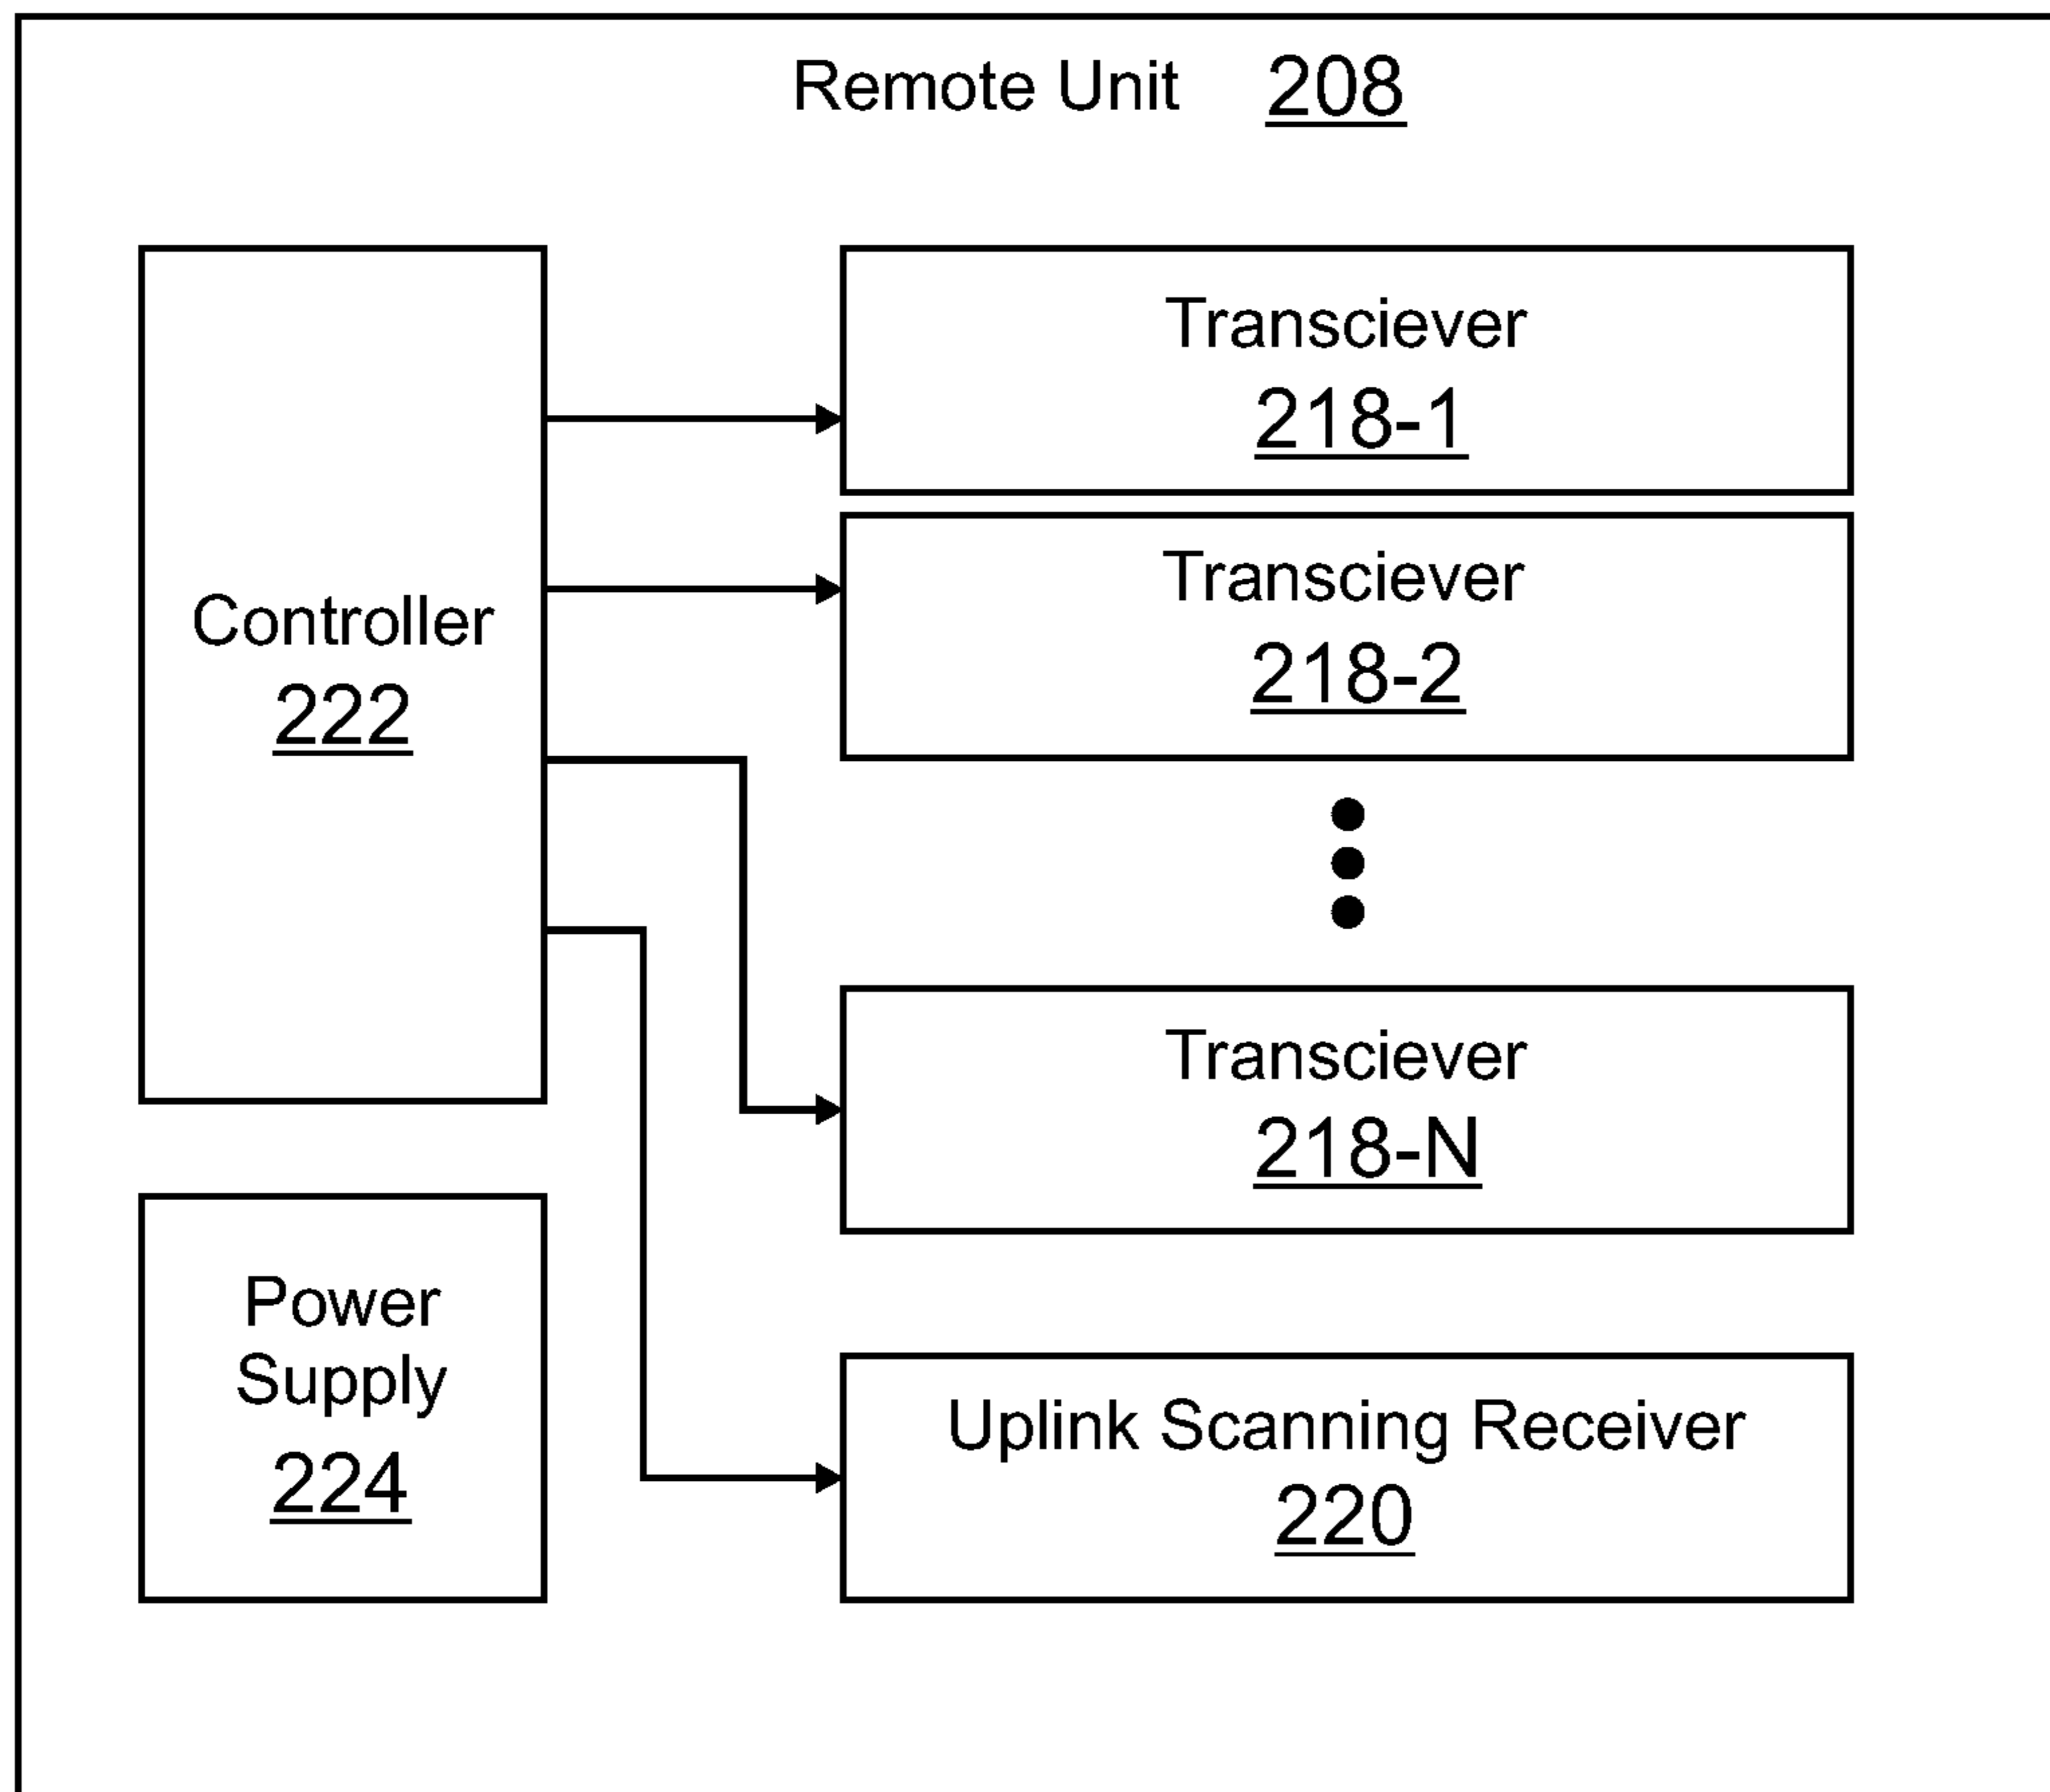 Remote Unit 208
Transciever
218-1
Transciever
218-2
Controller
222
Transciever
218-N
Power
Supply
224
Uplink Scanning Receiver
220